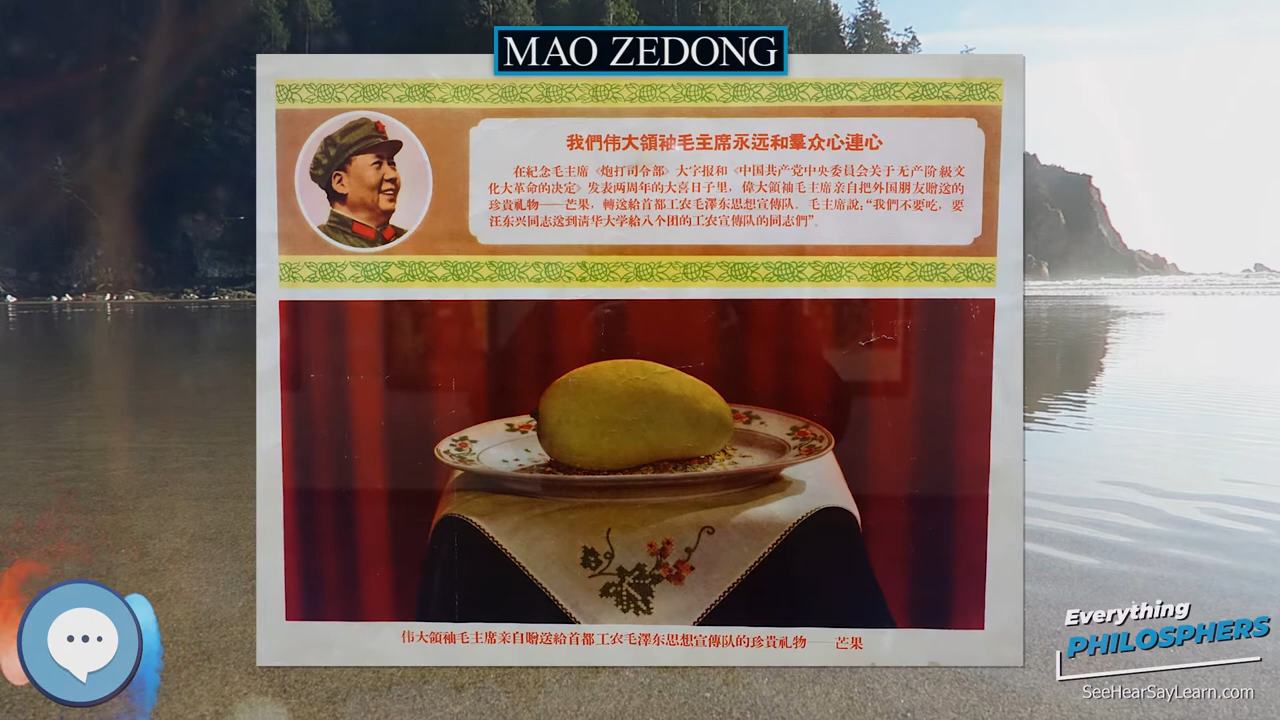 MAO ZEDONG
我們伟大領袖毛主席永远和羣众心連心
在紀念毛主席《炮打司令部》大字报和《中国共产党中央委員会关于无产阶級文
化大革命的决定》发表两周年的大喜日子里，偉大領袖毛主席亲自把外国朋友贈送的
珍貴礼物——芒果，轉送給首都工农毛澤东思想宣傳队。毛主席說：“我們不要吃，要
汪东兴同志送到清华大学給八个团的工农宣傳队的同志們”。
伟大領袖毛主席亲自贈送給首都工农毛澤东思想宣傳队的珍貴礼物——芒果
Everything
PHILOSPHERS
SeeHearSayLearn.com